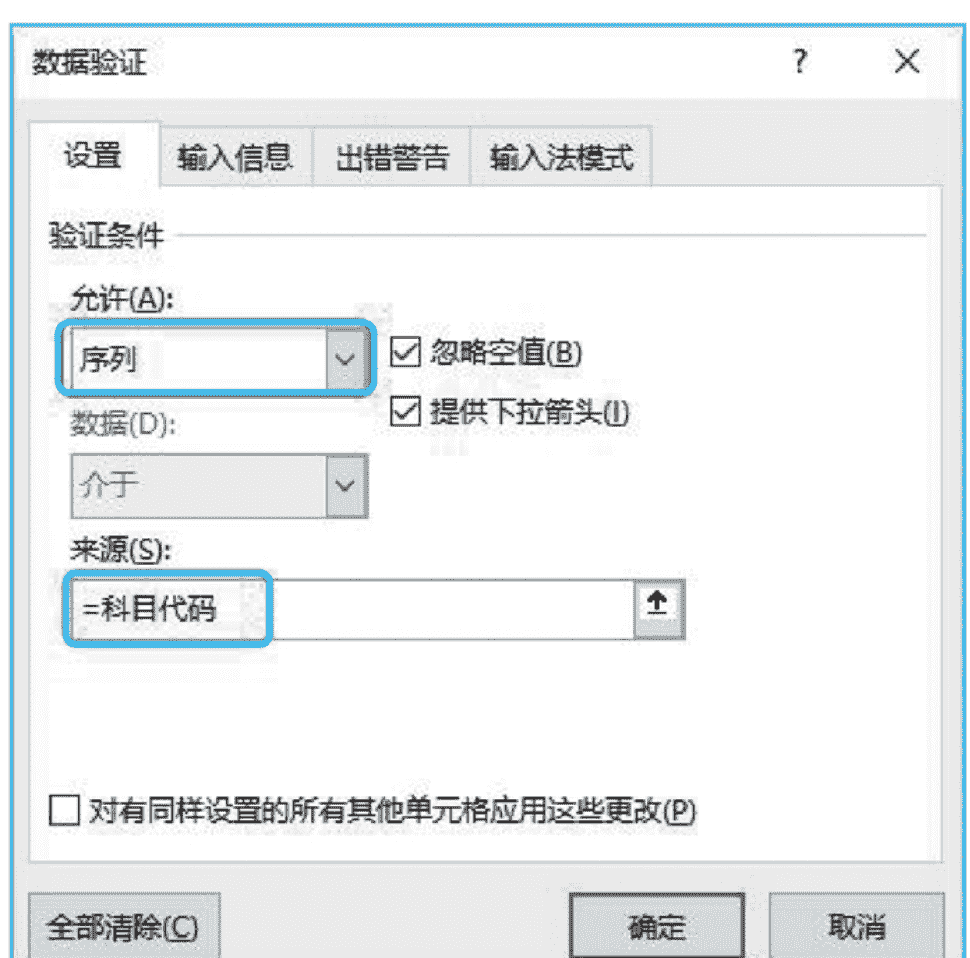 数据验证 ?
设置 输入信息 出错警告 输入法模式
验证条件
允许(A):
序列 忽略空值(B)
数据(D): 提供下拉箭头(I)
介于
来源(S):
=科目代码
对有同样设置的所有其他单元格应用这些更改(P)
全部清除(C) 确定 取消